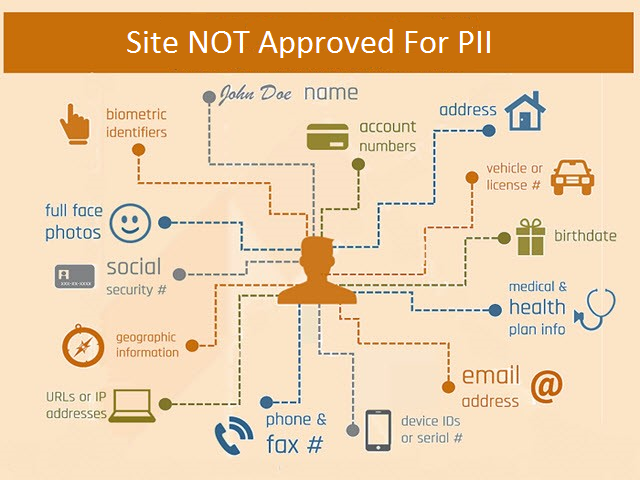 Site NOT Approved For PII
John Doe name
biometric
identifiers
account
numbers
address
vehicle or
license #
full face
photos
birthdate
social
security #
XXX-XX-XXXX
medical &
health
plan info
geographic
information
email
address
@
URLs or IP
addresses
phone &
fax #
device IDs
or serial #